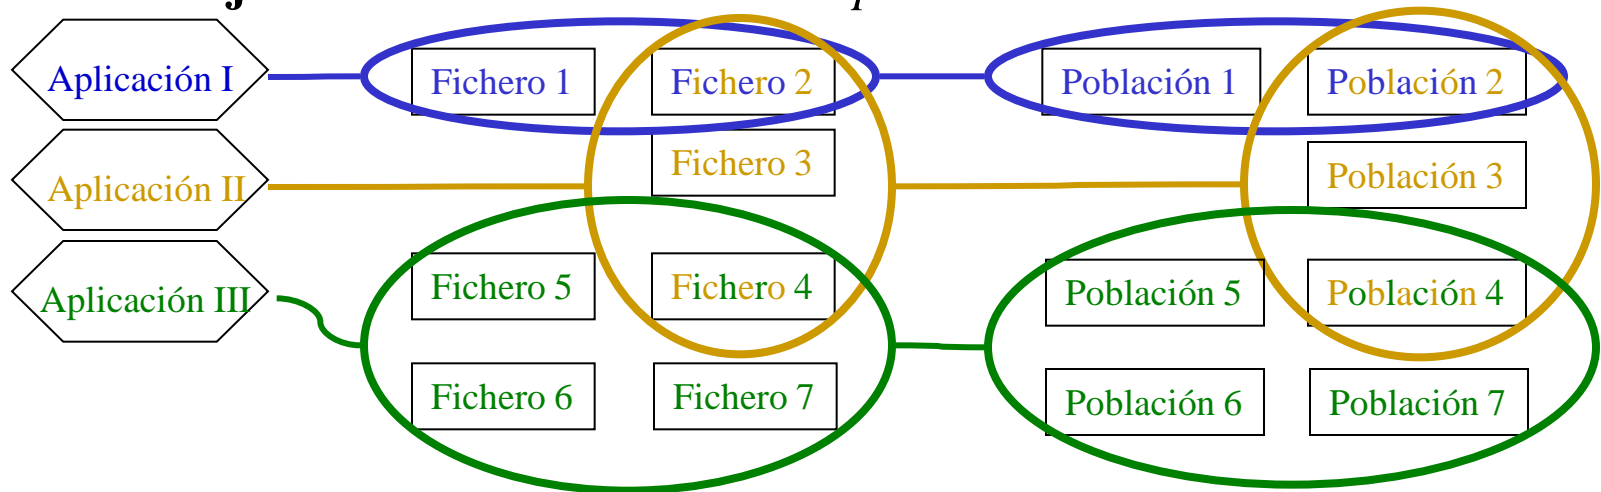 Aplicación I Fichero 1 Fichero 2 Población 1 Población 2
Aplicación II Fichero 3 Población 3
Aplicación III Fichero 5 Fichero 4 Población 5 Población 4
Fichero 6 Fichero 7 Población 6 Población 7